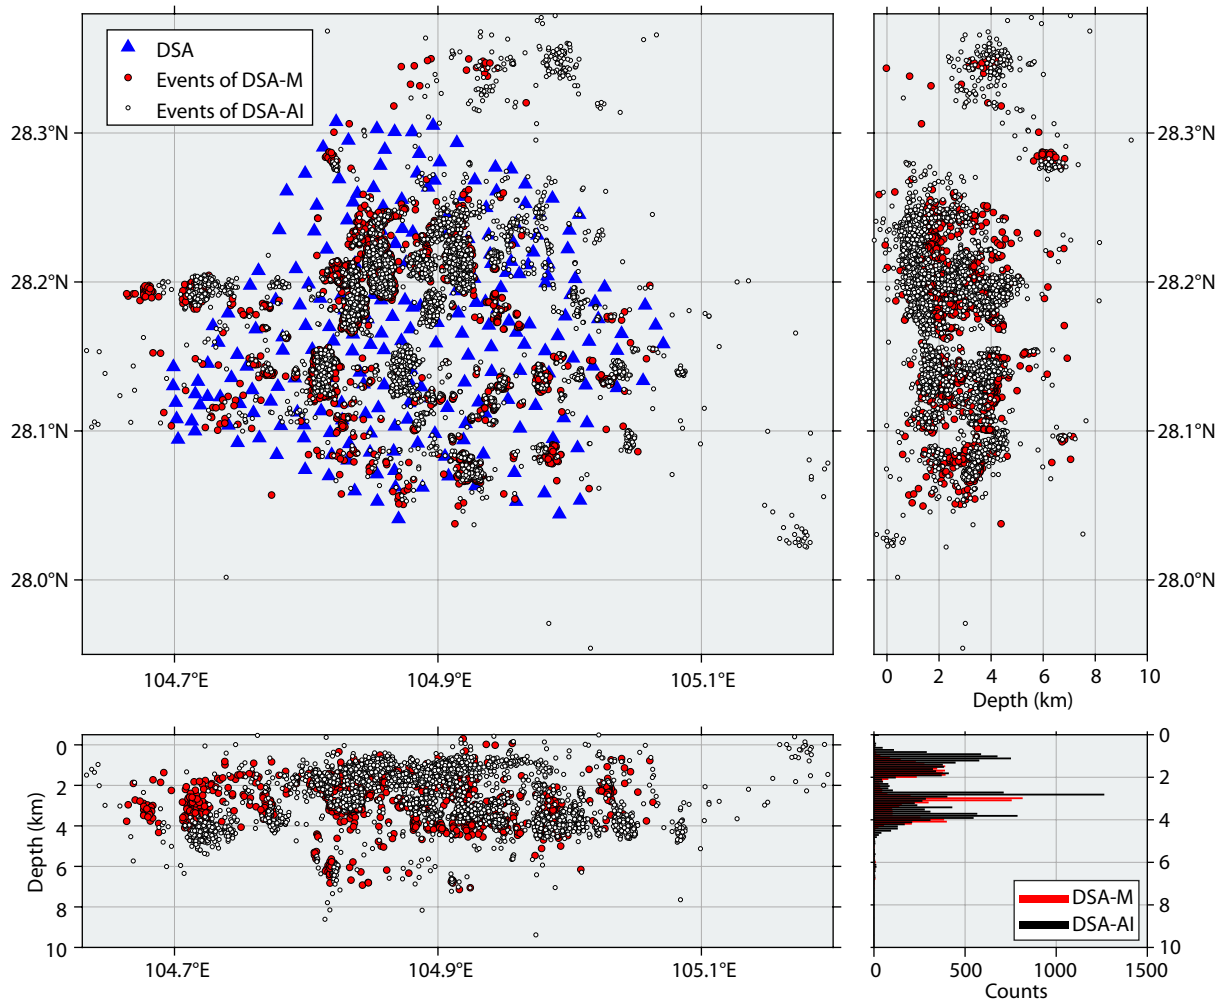 DSA
Events of DSA-M
Events of DSA-AI
28.3°N
28.2°N
28.1°N
28.0°N
104.7°E
104.9°E
105.1°E
28.3°N
28.2°N
28.1°N
28.0°N
0 2 4 6 8 10
Depth (km)
0
2
4
6
8
10
Depth (km)
104.7°E
104.9°E
105.1°E
0
2
4
6
8
10
DSA-M
DSA-AI
0 500 1000 1500
Counts